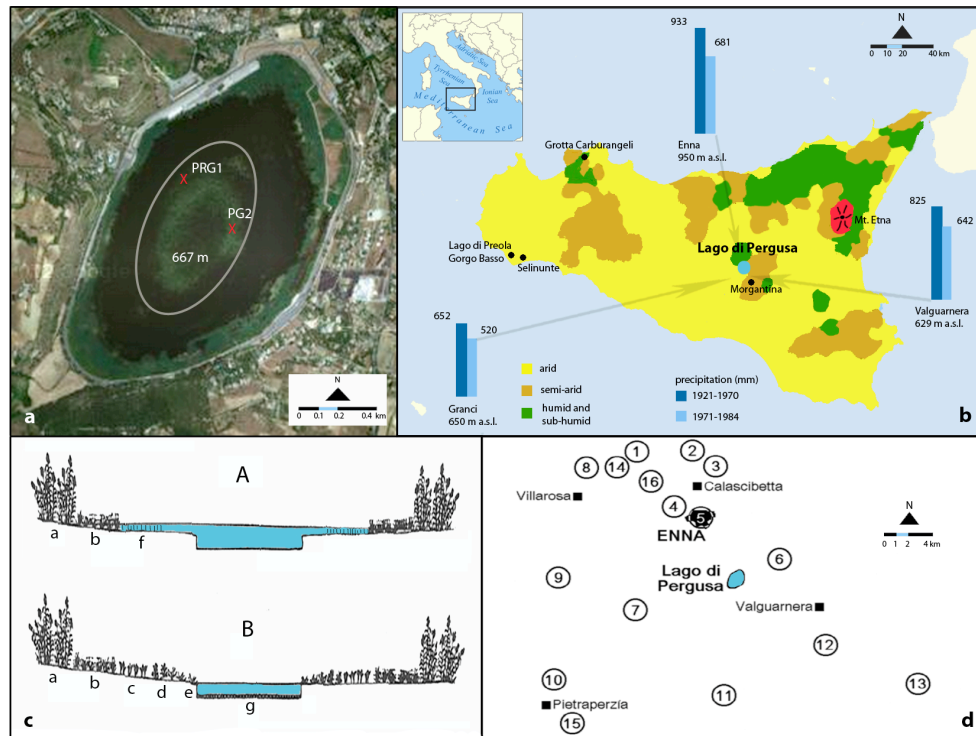 PRG1
PG2
667 m
N
0 0.1 0.2 0.4 km
a
Adriatic Sea
Tyrrhenian
Sea
Ionian
Sea
Mediterranean Sea
933
681
Enna
950 m a.s.l.
N
0 10 20 40 km
b
Grotta Carburangeli
Mt. Etna
825
642
Valguarnera
629 m a.s.l.
Lago di Pergusa
Lago di Preola
Gorgo Basso
Selinunte
Morgantina
652
520
Granci
650 m a.s.l.
arid
semi-arid
humid and
sub-humid
precipitation (mm)
1921-1970
1971-1984
A
a
b
f
B
a
b
c
d
e
g
c
1
2
8
14
3
16
Calascibetta
Villarosa
4
5
ENNA
N
0 1 2 4 km
6
9
Lago di
Pergusa
7
Valguarnera
12
10
11
13
Pietraperzía
15
d